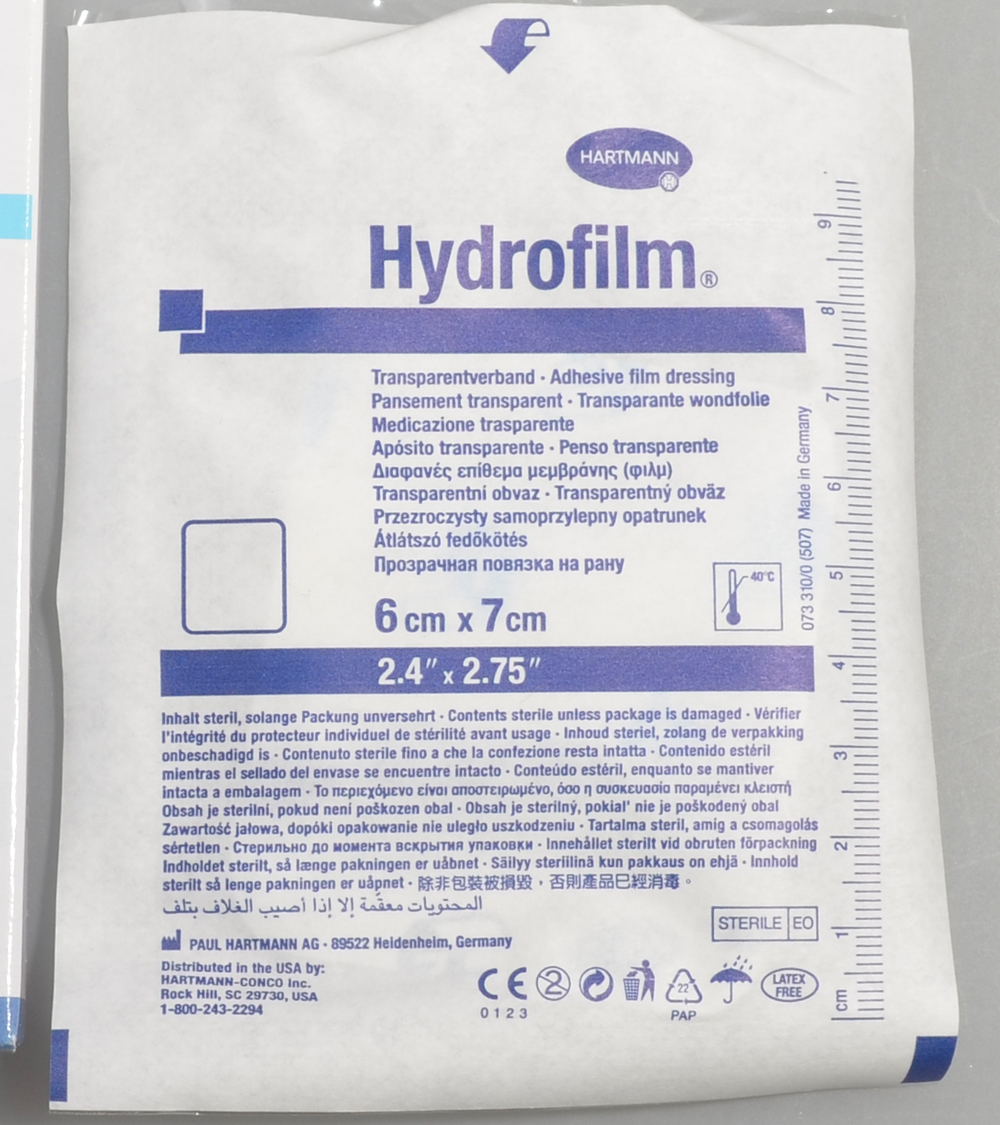 HARTMANN
Hydrofilm®
Transparentverband · Adhesive film dressing
Pansement transparent · Transparante wondfolie
Medicazione trasparente
Apósito transparente · Penso transparente
Διαφανές επίθεμα μεμβράνης (φιλμ)
Transparentní obvaz · Transparentný obväz
Przezroczysty samoprzylepny opatrunek
Átlátszó fedőkötés
Прозрачная повязка на рану
40°C
6 cm x 7 cm
2.4″ x 2.75″
073 310/0 (507) Made in Germany
9
8
7
6
5
4
3
2
1
cm
Inhalt steril, solange Packung unversehrt · Contents sterile unless package is damaged · Vérifier
l'intégrité du protecteur individuel de stérilité avant usage · Inhoud steriel, zolang de verpakking
onbeschadigd is · Contenuto sterile fino a che la confezione resta intatta · Contenido estéril
mientras el sellado del envase se encuentre intacto · Conteúdo estéril, enquanto se mantiver
intacta a embalagem · Το περιεχόμενο είναι αποστειρωμένο, όσο η συσκευασία παραμένει κλειστή
Obsah je sterilní, pokud není poškozen obal · Obsah je sterilný, pokial' nie je poškodený obal
Zawartość jałowa, dopóki opakowanie nie uległo uszkodzeniu · Tartalma steril, amíg a csomagolás
sértetlen · Стерильно до момента вскрытия упаковки · Innehållet sterilt vid obruten förpackning
Indholdet sterilt, så længe pakningen er uåbnet · Säilyy steriilinä kun pakkaus on ehjä · Innhold
sterilt så lenge pakningen er uåpnet · 除非包裝被損毀，否則產品巳經消毒。
المحتويات معقمة إلا إذا أصيب الغلاف بتلف
STERILE EO
PAUL HARTMANN AG · 89522 Heidenheim, Germany
Distributed in the USA by:
HARTMANN-CONCO Inc.
Rock Hill, SC 29730, USA
1-800-243-2294
CE
0123
2
22
PAP
LATEX
FREE